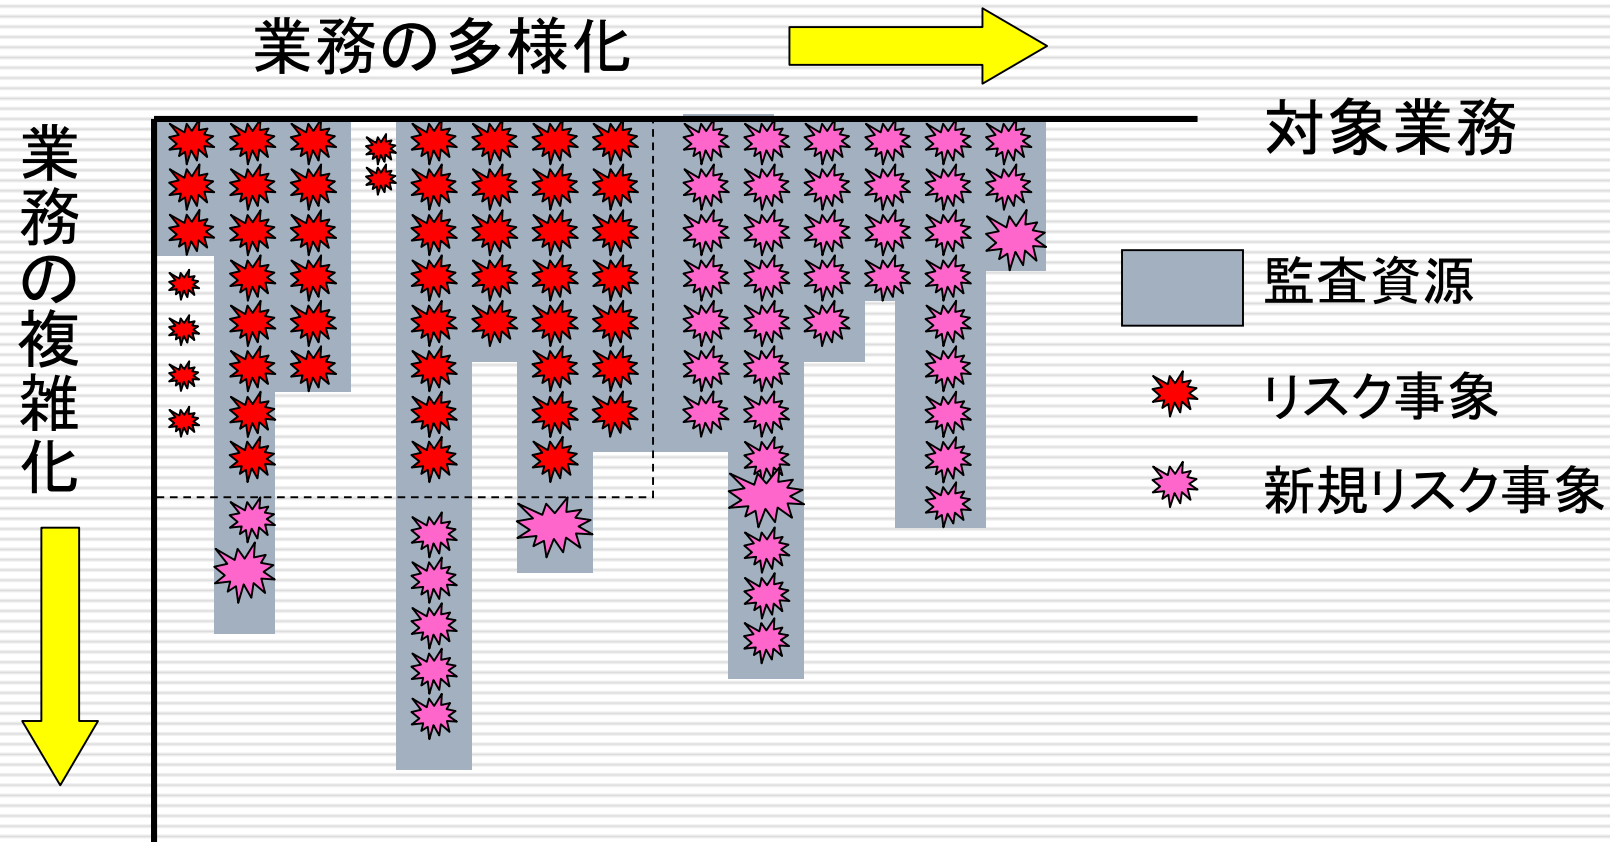 業務の多様化
対象業務
業務の複雑化
監査資源
リスク事象
新規リスク事象